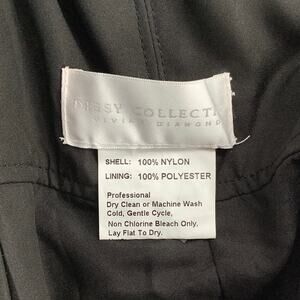 DRESSY COLLECTI
VIVIAN DIAMOND
SHELL: 100% NYLON
LINING: 100% POLYESTER
Professional
Dry Clean or Machine Wash
Cold, Gentle Cycle,
Non Chlorine Bleach Only,
Lay Flat To Dry.